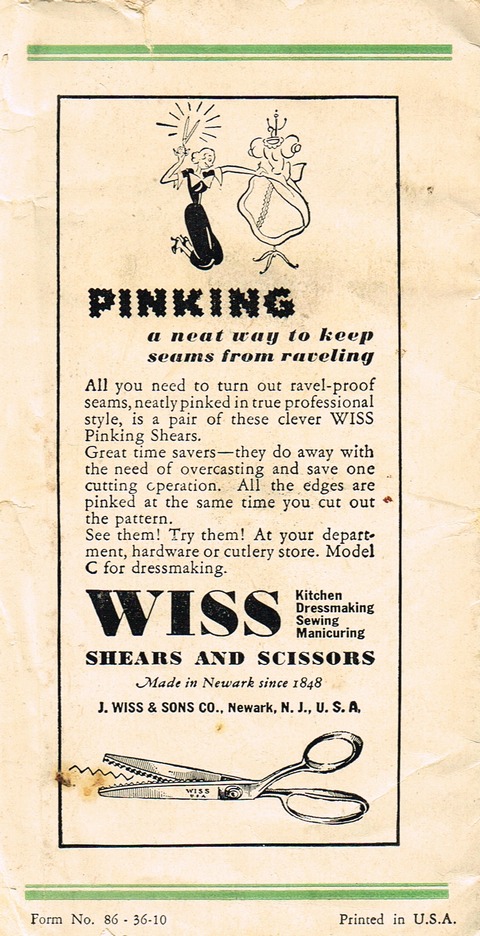 PINKING
a neat way to keep
seams from raveling
All you need to turn out ravel-proof
seams, neatly pinked in true professional
style, is a pair of these clever WISS
Pinking Shears.
Great time savers—they do away with
the need of overcasting and save one
cutting operation. All the edges are
pinked at the same time you cut out
the pattern.
See them! Try them! At your depart-
ment, hardware or cutlery store. Model
C for dressmaking.
WISS
Kitchen
Dressmaking
Sewing
Manicuring
SHEARS AND SCISSORS
Made in Newark since 1848
J. WISS & SONS CO., Newark, N. J., U. S. A.
WISS
U.S.A.
Form No. 86 - 36-10
Printed in U.S.A.